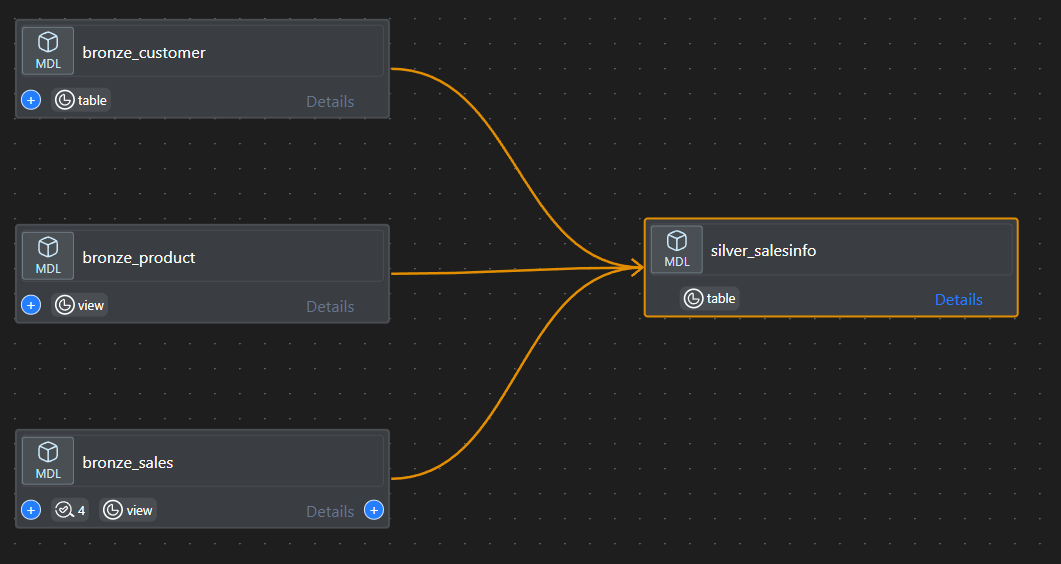 MDL
bronze_customer
+
table
Details
MDL
bronze_product
+
view
Details
MDL
silver_salesinfo
table
Details
MDL
bronze_sales
+
4
view
Details
+